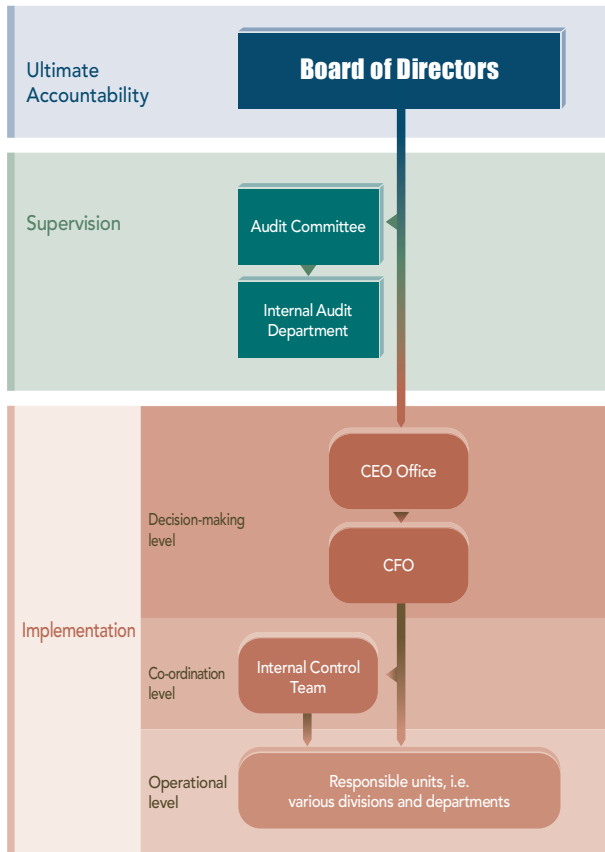 Ultimate
Accountability
Board of Directors
Supervision
Audit Committee
Internal Audit
Department
Implementation
Decision-making
level
CEO Office
CFO
Co-ordination
level
Internal Control
Team
Operational
level
Responsible units, i.e.
various divisions and departments